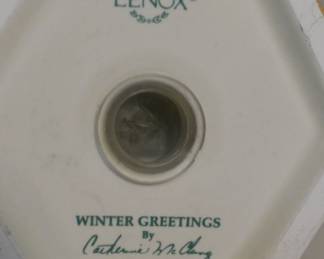 LENOX
WINTER GREETINGS
By
Catherine McClung